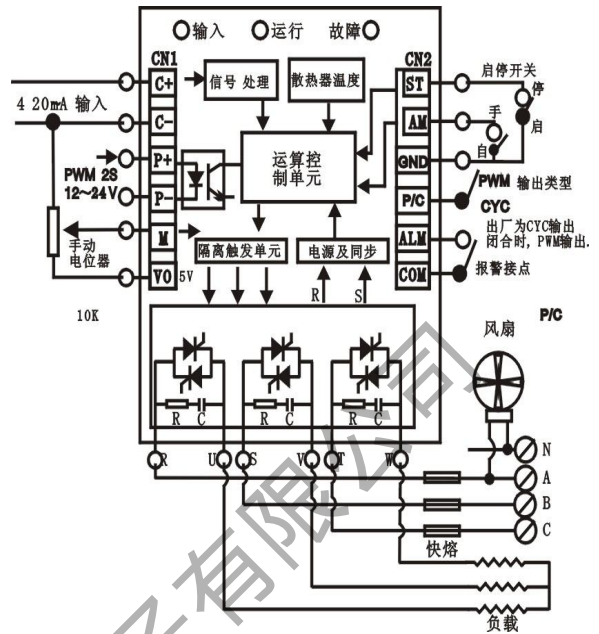 输入 运行 故障
CN1 CN2
C+ 信号 处理 散热器温度 ST 启停开关
停
4 20mA 输入
C- AM 手 启
运算控
制单元
自
P+ GND
PWM 2S
12～24V
P- P/C PWM 输出类型
CYC
手动
电位器
M 隔离触发单元 电源及同步 ALM 出厂为CYC输出
闭合时, PWM输出.
VO 5V R S COM 报警接点
10K P/C
风扇
R C R C R C
R U S V T W N
A
B
C
快熔
负载
子有限公司